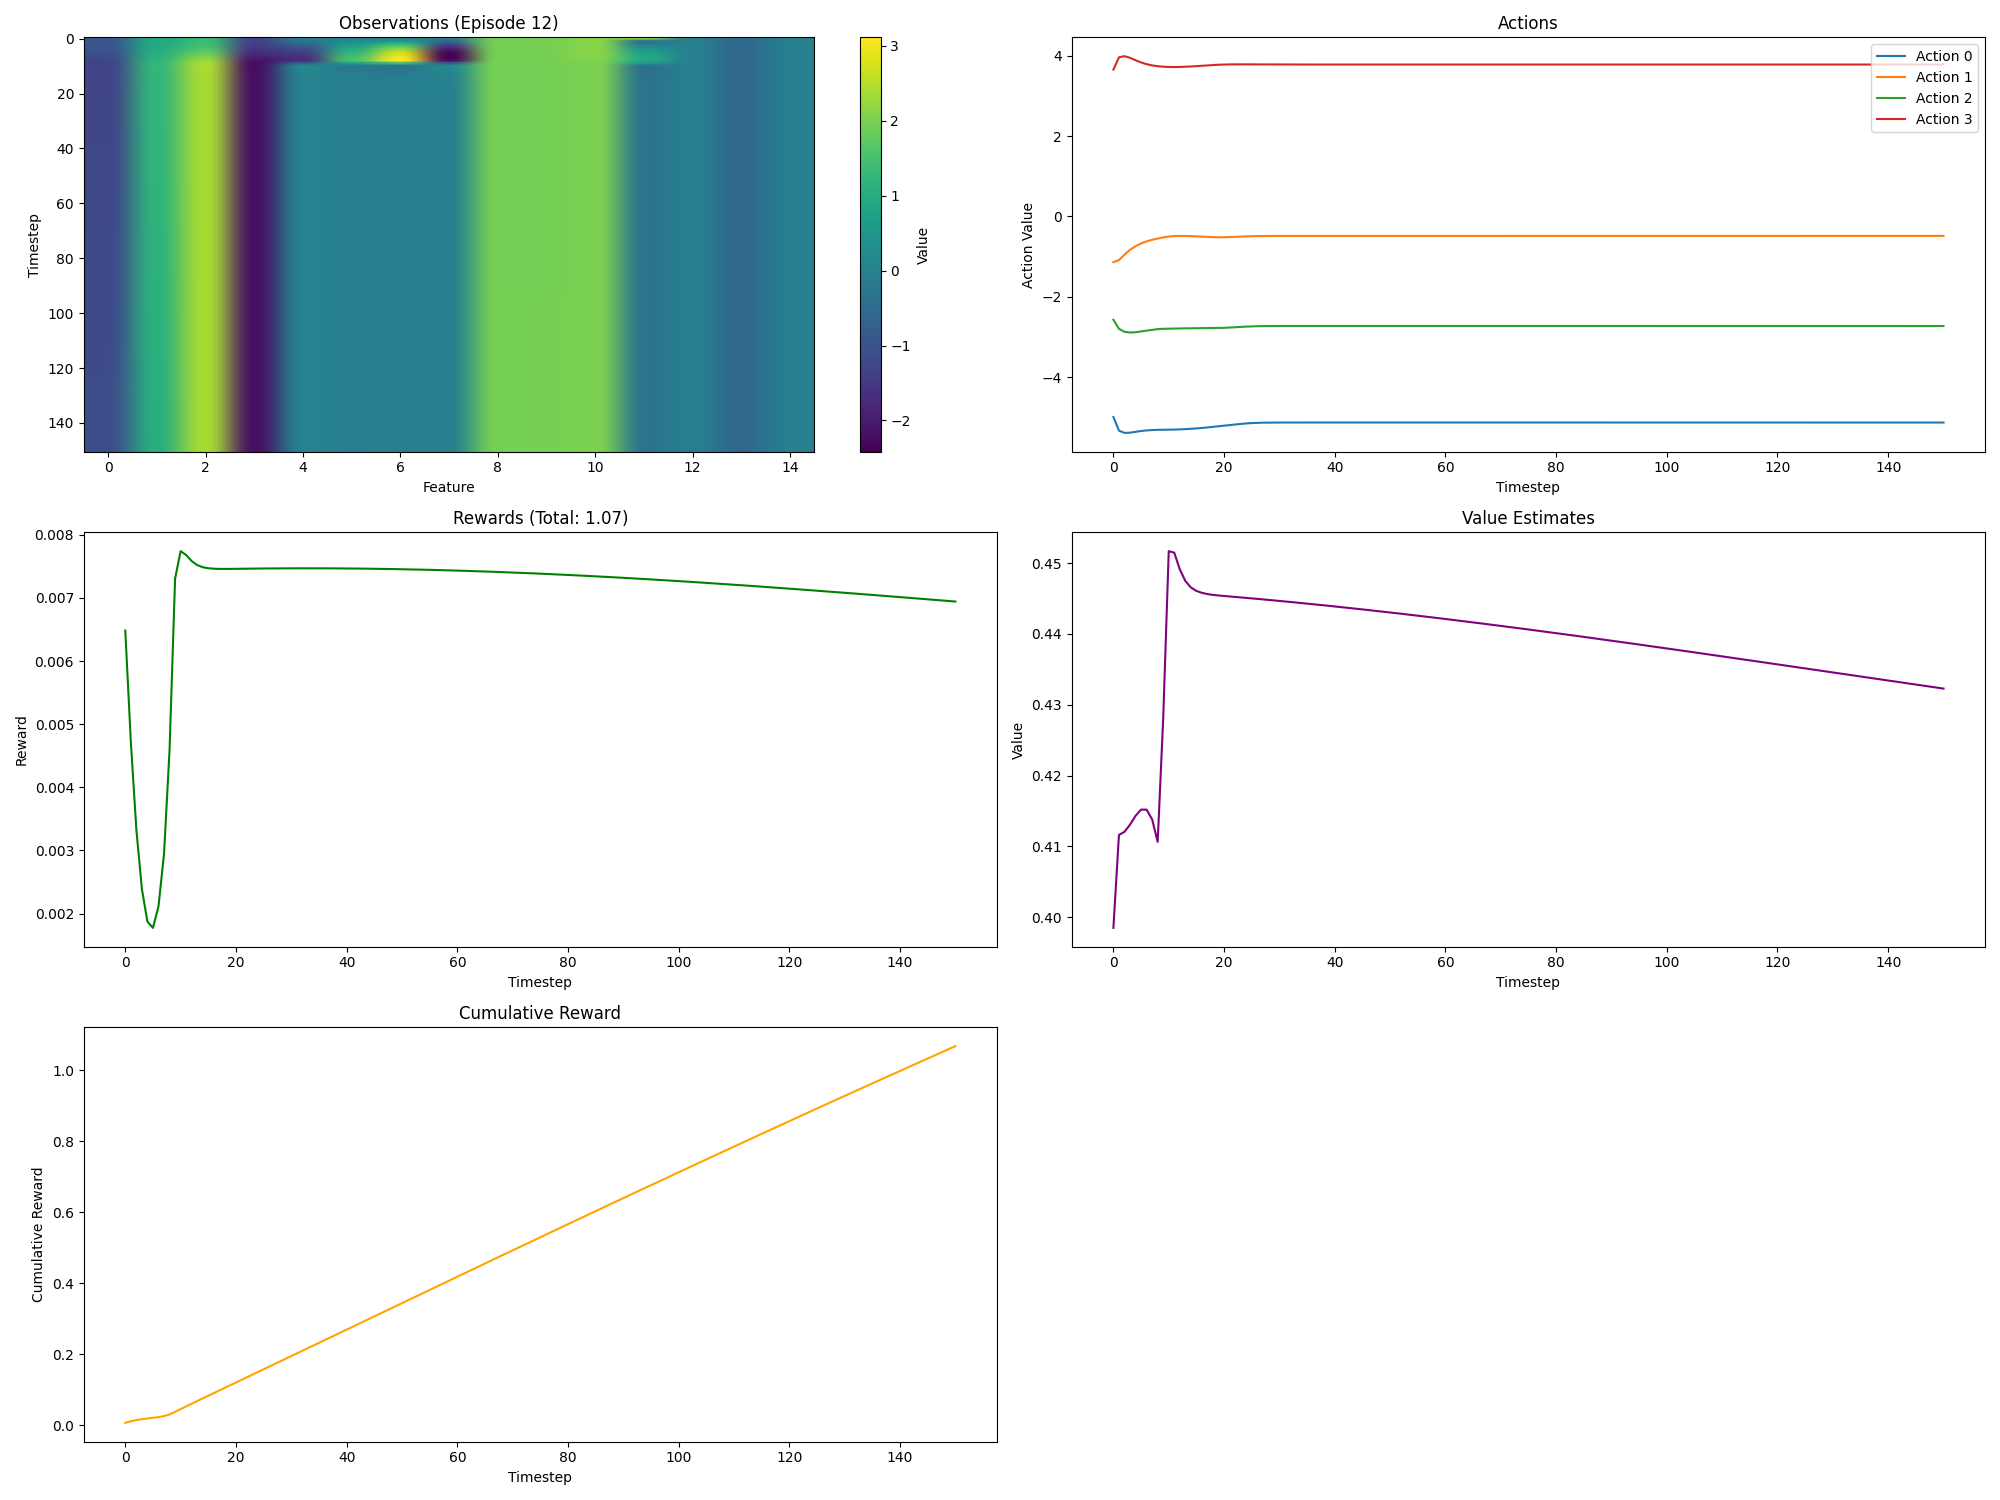 Observations (Episode 12)
0
20
40
60
80
100
120
140
Timestep
0 2 4 6 8 10 12 14
Feature
3
2
1
0
−1
−2
Value
Actions
4
2
0
−2
−4
Action Value
Action 0
Action 1
Action 2
Action 3
0 20 40 60 80 100 120 140
Timestep
Rewards (Total: 1.07)
0.008
0.007
0.006
0.005
0.004
0.003
0.002
Reward
0 20 40 60 80 100 120 140
Timestep
Value Estimates
0.45
0.44
0.43
0.42
0.41
0.40
Value
0 20 40 60 80 100 120 140
Timestep
Cumulative Reward
1.0
0.8
0.6
0.4
0.2
0.0
Cumulative Reward
0 20 40 60 80 100 120 140
Timestep